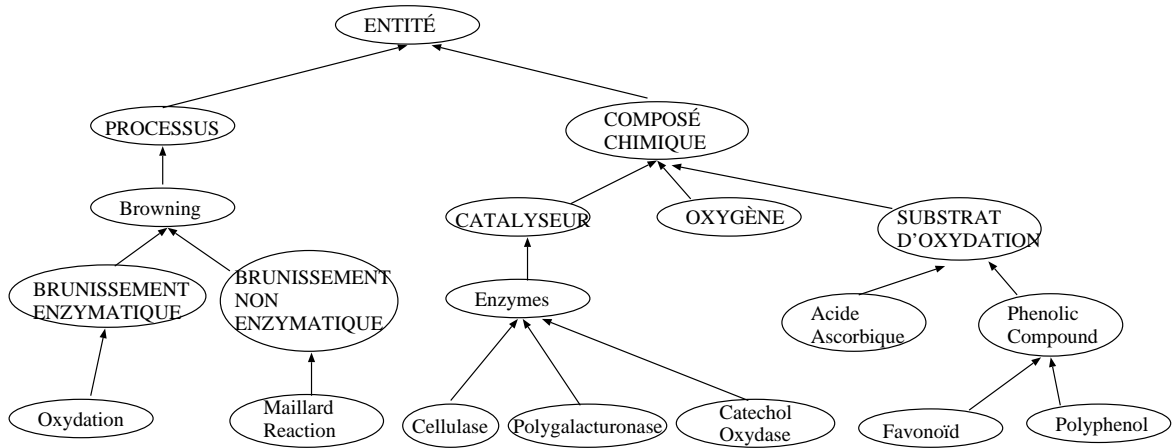 ENTITÉ
PROCESSUS
COMPOSÉ
CHIMIQUE
Browning
CATALYSEUR
OXYGÈNE
SUBSTRAT
D'OXYDATION
BRUNISSEMENT
ENZYMATIQUE
BRUNISSEMENT
NON
ENZYMATIQUE
Enzymes
Acide
Ascorbique
Phenolic
Compound
Oxydation
Maillard
Reaction
Cellulase
Polygalacturonase
Catechol
Oxydase
Favonoïd
Polyphenol